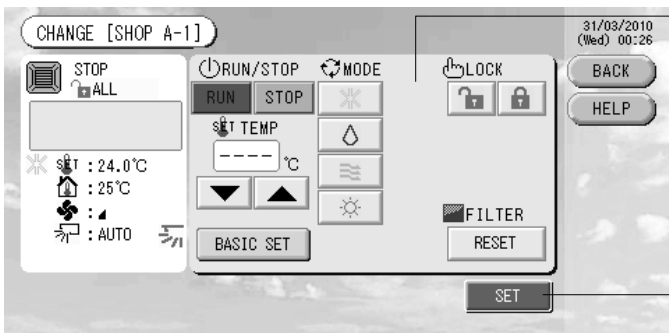 CHANGE [SHOP A-1]
31/03/2010
(Wed) 00:26
STOP
ALL
SET : 24.0℃
: 25℃
:
: AUTO
RUN/STOP
MODE
LOCK
RUN
STOP
SET TEMP
---- ℃
BASIC SET
FILTER
RESET
BACK
HELP
SET